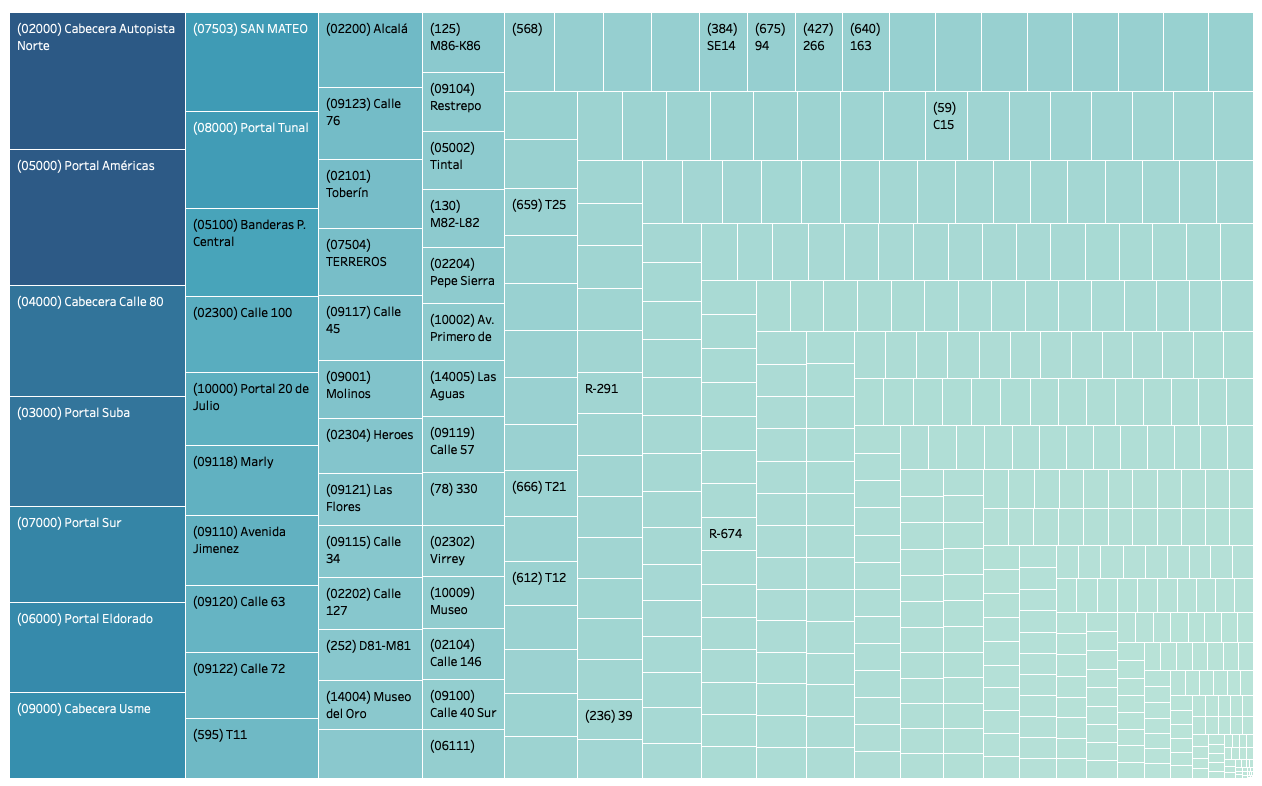 (02000) Cabecera Autopista
Norte
(05000) Portal Américas
(04000) Cabecera Calle 80
(03000) Portal Suba
(07000) Portal Sur
(06000) Portal Eldorado
(09000) Cabecera Usme
(07503) SAN MATEO
(08000) Portal Tunal
(05100) Banderas P.
Central
(02300) Calle 100
(10000) Portal 20 de
Julio
(09118) Marly
(09110) Avenida
Jimenez
(09120) Calle 63
(09122) Calle 72
(595) T11
(02200) Alcalá
(09123) Calle
76
(02101)
Toberín
(07504)
TERREROS
(09117) Calle
45
(09001)
Molinos
(02304) Heroes
(09121) Las
Flores
(09115) Calle
34
(02202) Calle
127
(252) D81-M81
(14004) Museo
del Oro
(125)
M86-K86
(09104)
Restrepo
(05002)
Tintal
(130)
M82-L82
(02204)
Pepe Sierra
(10002) Av.
Primero de
(14005) Las
Aguas
(09119)
Calle 57
(78) 330
(02302)
Virrey
(10009)
Museo
(02104)
Calle 146
(09100)
Calle 40 Sur
(06111)
(568)
(659) T25
(666) T21
(612) T12
R-291
(236) 39
R-674
(384)
SE14
(675)
94
(427)
266
(640)
163
(59)
C15